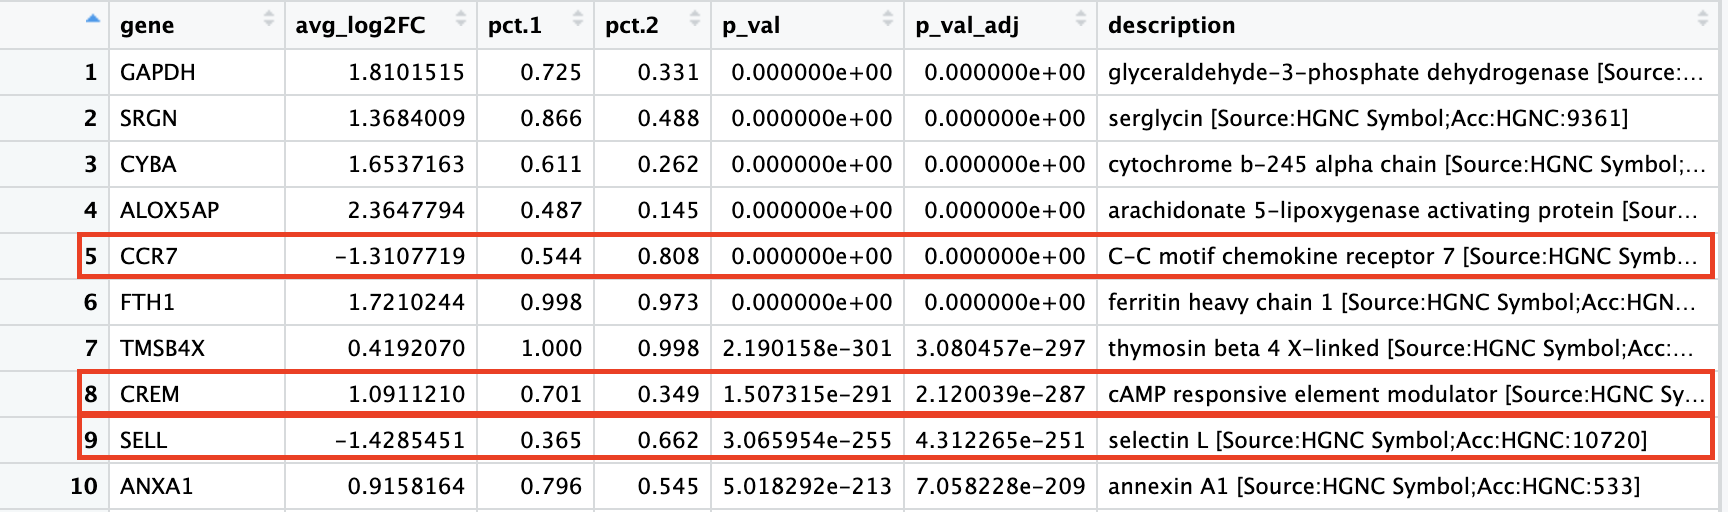 gene avg_log2FC pct.1 pct.2 p_val p_val_adj description
1 GAPDH 1.8101515 0.725 0.331 0.000000e+00 0.000000e+00 glyceraldehyde-3-phosphate dehydrogenase [Source:…
2 SRGN 1.3684009 0.866 0.488 0.000000e+00 0.000000e+00 serglycin [Source:HGNC Symbol;Acc:HGNC:9361]
3 CYBA 1.6537163 0.611 0.262 0.000000e+00 0.000000e+00 cytochrome b-245 alpha chain [Source:HGNC Symbol;…
4 ALOX5AP 2.3647794 0.487 0.145 0.000000e+00 0.000000e+00 arachidonate 5-lipoxygenase activating protein [Sour…
5 CCR7 -1.3107719 0.544 0.808 0.000000e+00 0.000000e+00 C-C motif chemokine receptor 7 [Source:HGNC Symb…
6 FTH1 1.7210244 0.998 0.973 0.000000e+00 0.000000e+00 ferritin heavy chain 1 [Source:HGNC Symbol;Acc:HGN…
7 TMSB4X 0.4192070 1.000 0.998 2.190158e-301 3.080457e-297 thymosin beta 4 X-linked [Source:HGNC Symbol;Acc:…
8 CREM 1.0911210 0.701 0.349 1.507315e-291 2.120039e-287 cAMP responsive element modulator [Source:HGNC Sy…
9 SELL -1.4285451 0.365 0.662 3.065954e-255 4.312265e-251 selectin L [Source:HGNC Symbol;Acc:HGNC:10720]
10 ANXA1 0.9158164 0.796 0.545 5.018292e-213 7.058228e-209 annexin A1 [Source:HGNC Symbol;Acc:HGNC:533]